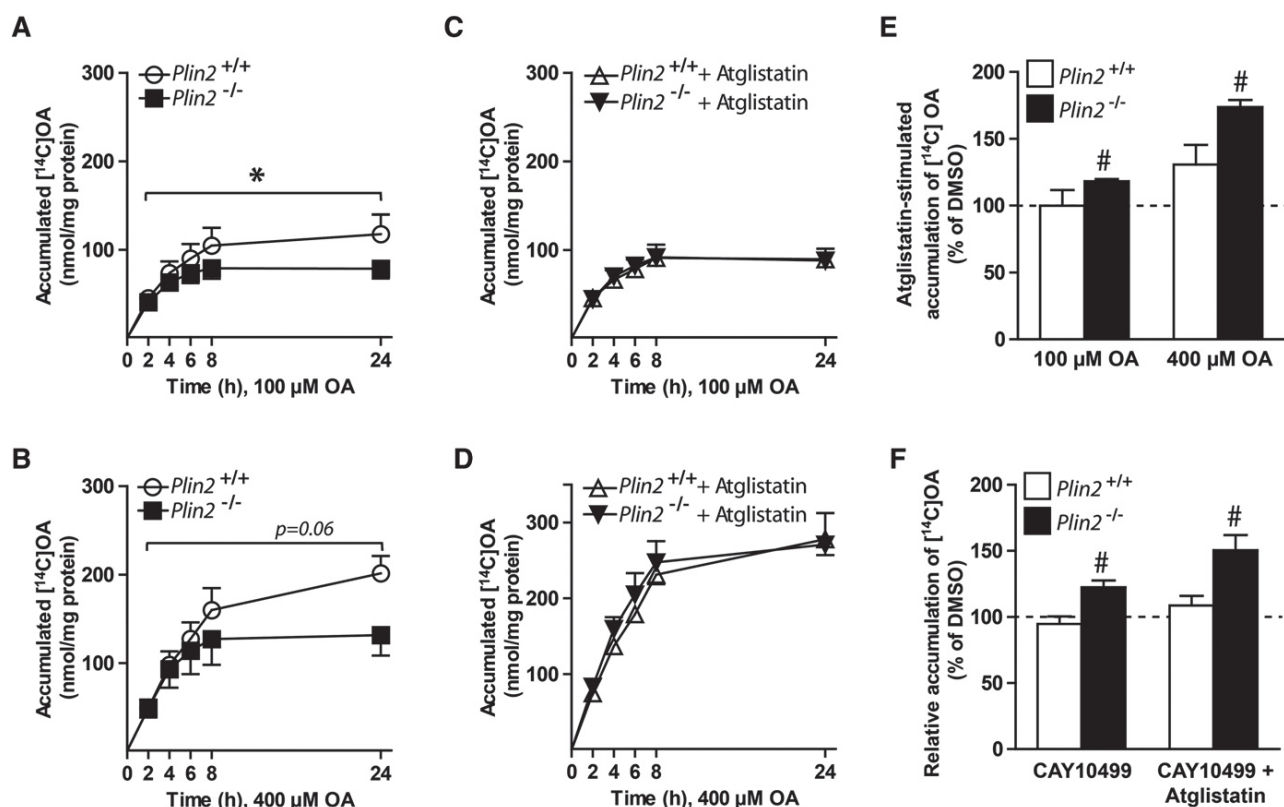 A
Accumulated [¹⁴C]OA
(nmol/mg protein)
300
200
100
Plin2 +/+
Plin2 -/-
*
0 2 4 6 8 24
Time (h), 100 µM OA
C
Accumulated [¹⁴C]OA
(nmol/mg protein)
300
200
100
Plin2 +/+ + Atglistatin
Plin2 -/- + Atglistatin
0 2 4 6 8 24
Time (h), 100 µM OA
E
Atglistatin-stimulated
accumulation of [¹⁴C] OA
(% of DMSO)
200
150
100
50
0
Plin2 +/+
Plin2 -/-
#
#
100 µM OA 400 µM OA
B
Accumulated [¹⁴C]OA
(nmol/mg protein)
300
200
100
Plin2 +/+
Plin2 -/-
p=0.06
0 2 4 6 8 24
Time (h), 400 µM OA
D
Accumulated [¹⁴C]OA
(nmol/mg protein)
300
200
100
Plin2 +/+ + Atglistatin
Plin2 -/- + Atglistatin
0 2 4 6 8 24
Time (h), 400 µM OA
F
Relative accumulation of [¹⁴C]OA
(% of DMSO)
200
150
100
50
0
Plin2 +/+
Plin2 -/-
#
#
CAY10499 CAY10499 +
Atglistatin